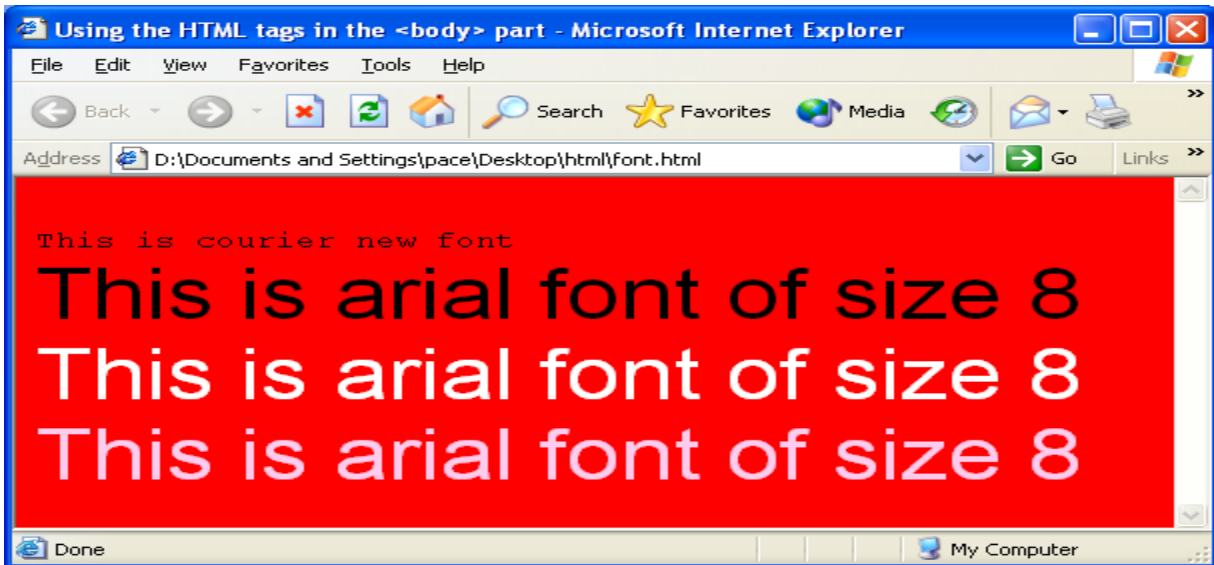 Using the HTML tags in the <body> part - Microsoft Internet Explorer
File Edit View Favorites Tools Help
Back Search Favorites Media »
Address D:\Documents and Settings\pace\Desktop\html\font.html Go Links »
This is courier new font
This is arial font of size 8
This is arial font of size 8
This is arial font of size 8
Done My Computer